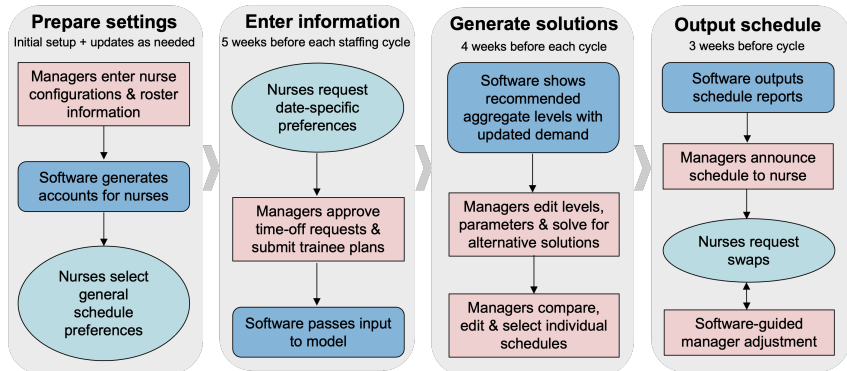 Prepare settings
Initial setup + updates as needed
Managers enter nurse
configurations & roster
information
Software generates
accounts for nurses
Nurses select
general
schedule
preferences
Enter information
5 weeks before each staffing cycle
Nurses request
date-specific
preferences
Managers approve
time-off requests &
submit trainee plans
Software passes input
to model
Generate solutions
4 weeks before each cycle
Software shows
recommended
aggregate levels with
updated demand
Managers edit levels,
parameters & solve for
alternative solutions
Managers compare,
edit & select individual
schedules
Output schedule
3 weeks before cycle
Software outputs
schedule reports
Managers announce
schedule to nurse
Nurses request
swaps
Software-guided
manager adjustment